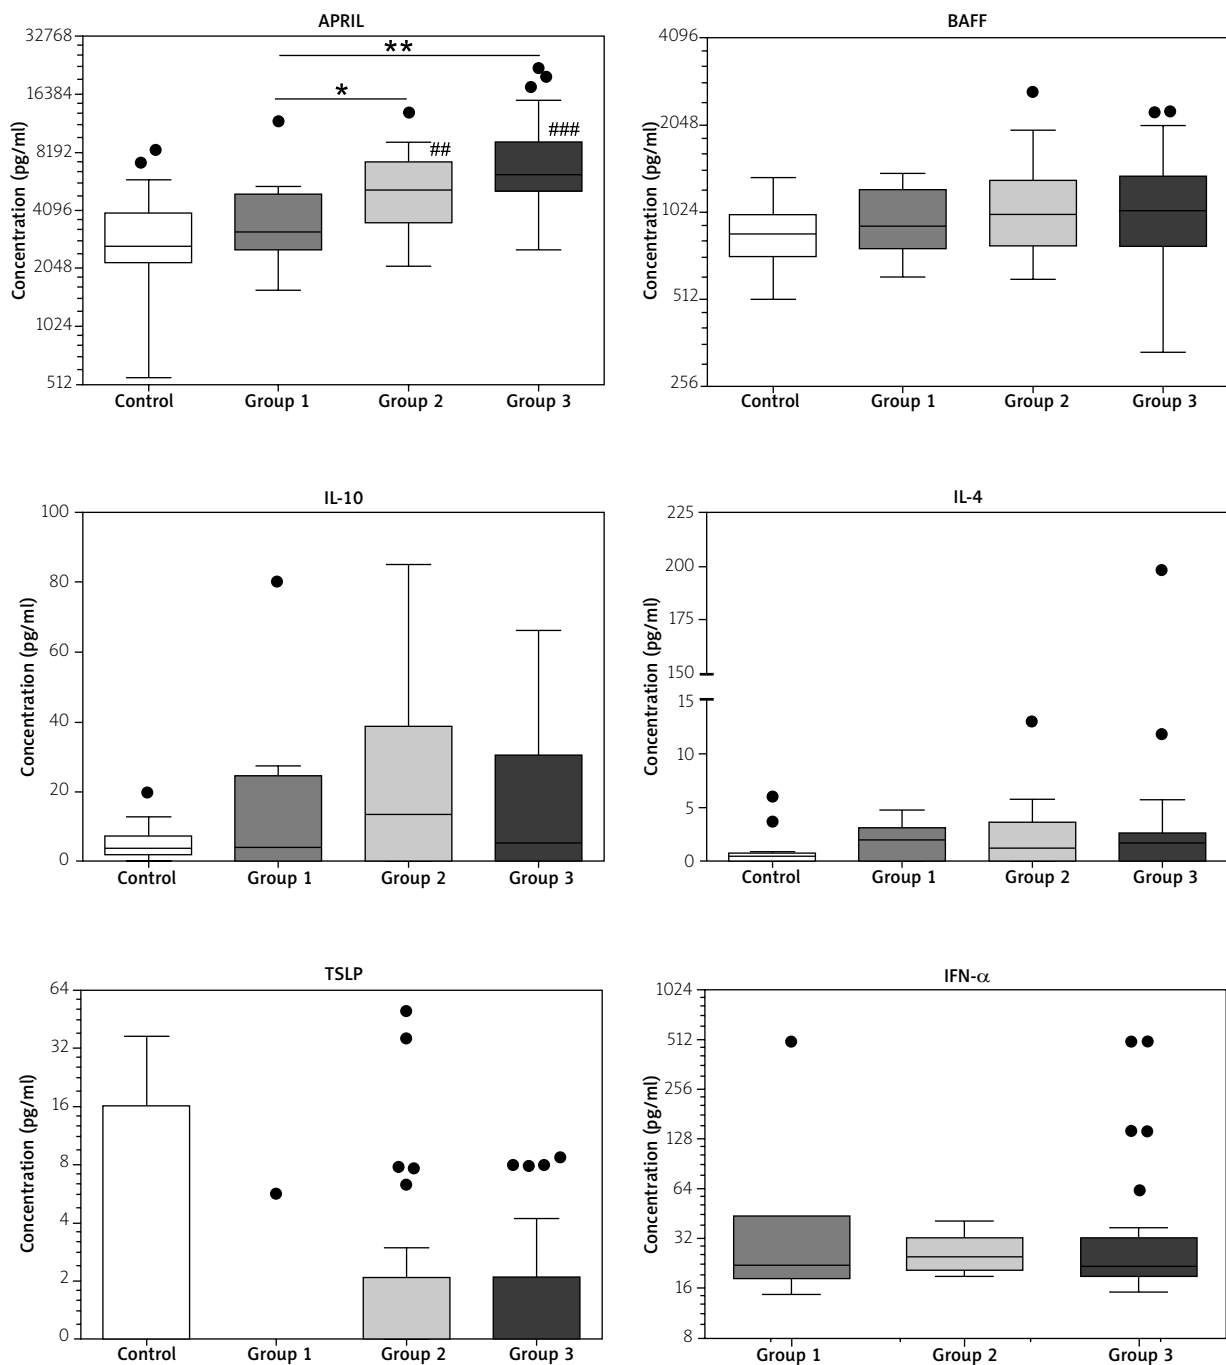 APRIL
Concentration (pg/ml)
32768
16384
8192
4096
2048
1024
512
**
*
##
###
Control Group 1 Group 2 Group 3
BAFF
Concentration (pg/ml)
4096
2048
1024
512
256
Control Group 1 Group 2 Group 3
IL-10
Concentration (pg/ml)
100
80
60
40
20
0
Control Group 1 Group 2 Group 3
IL-4
Concentration (pg/ml)
225
200
175
150
15
10
5
0
Control Group 1 Group 2 Group 3
TSLP
Concentration (pg/ml)
64
32
16
8
4
2
0
Control Group 1 Group 2 Group 3
IFN-α
Concentration (pg/ml)
1024
512
256
128
64
32
16
8
Group 1 Group 2 Group 3